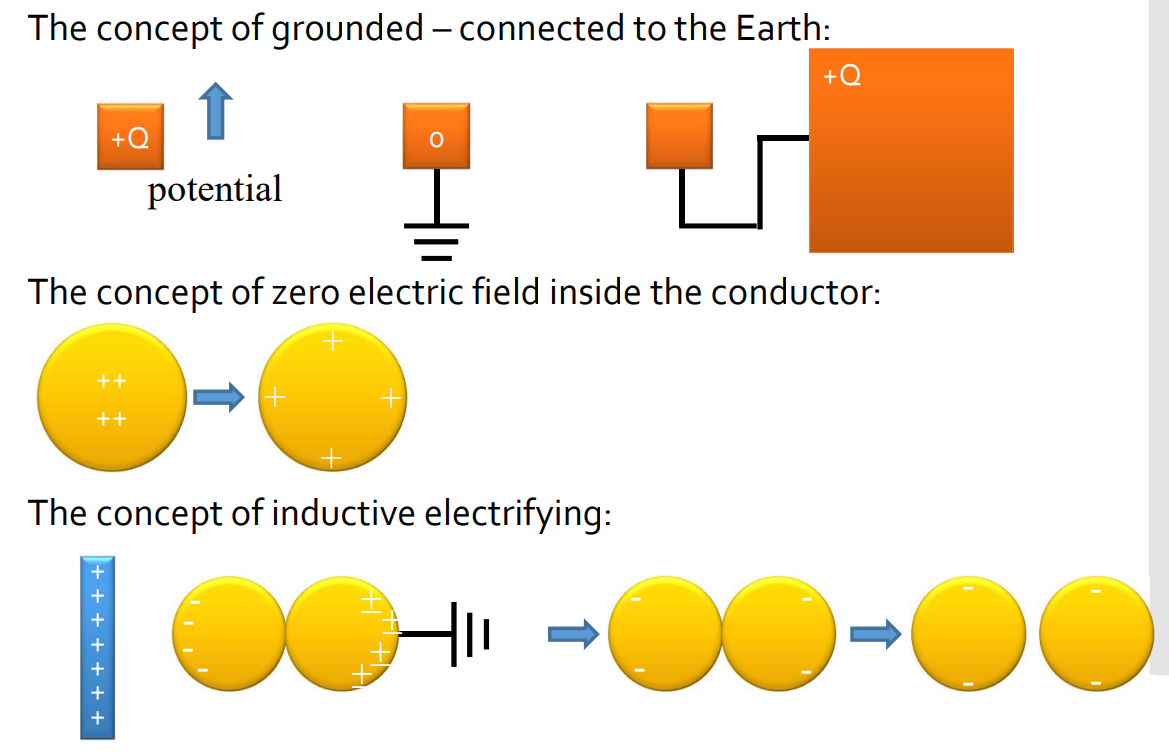 The concept of grounded – connected to the Earth:
+Q
+Q
o
potential
The concept of zero electric field inside the conductor:
++
++
+
+ +
+
The concept of inductive electrifying:
+
+
+
+
+
+
+
- - - -
+ + + +
- - - -
- - - -
- - - -